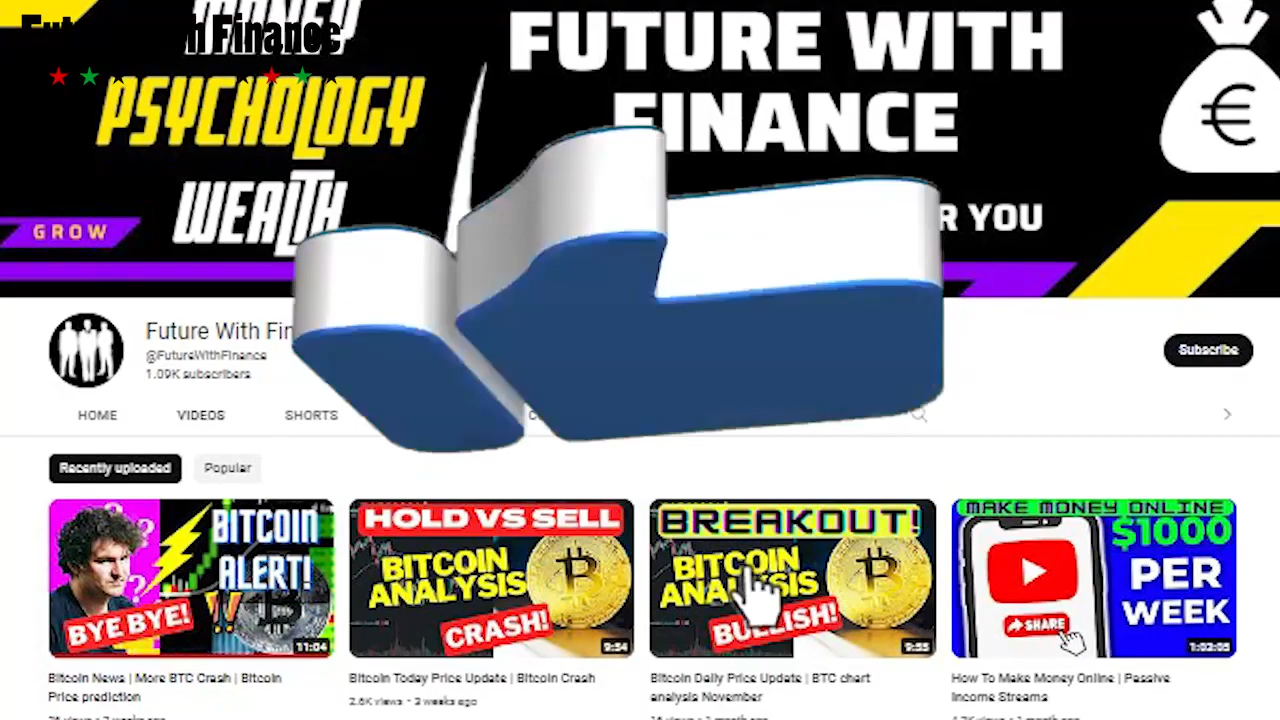 MONEY
PSYCHOLOGY
WEALTH
GROW
FUTURE WITH
FINANCE
R YOU
h Finance
Future With Fin
@FutureWithFinance
1.09K subscribers
Subscribe
HOME
VIDEOS
SHORTS
Recently uploaded
Popular
BITCOIN
ALERT!
BYE BYE!
11:04
HOLD VS SELL
BITCOIN
ANALYSIS
CRASH!
9:54
BREAKOUT!
BITCOIN
ANALYSIS
BULLISH!
9:55
MAKE MONEY ONLINE
$1000
PER
WEEK
SHARE
1:02:05
Bitcoin News | More BTC Crash | Bitcoin
Price prediction
Bitcoin Today Price Update | Bitcoin Crash
2.6K views • 3 weeks ago
Bitcoin Daily Price Update | BTC chart
analysis November
How To Make Money Online | Passive
Income Streams